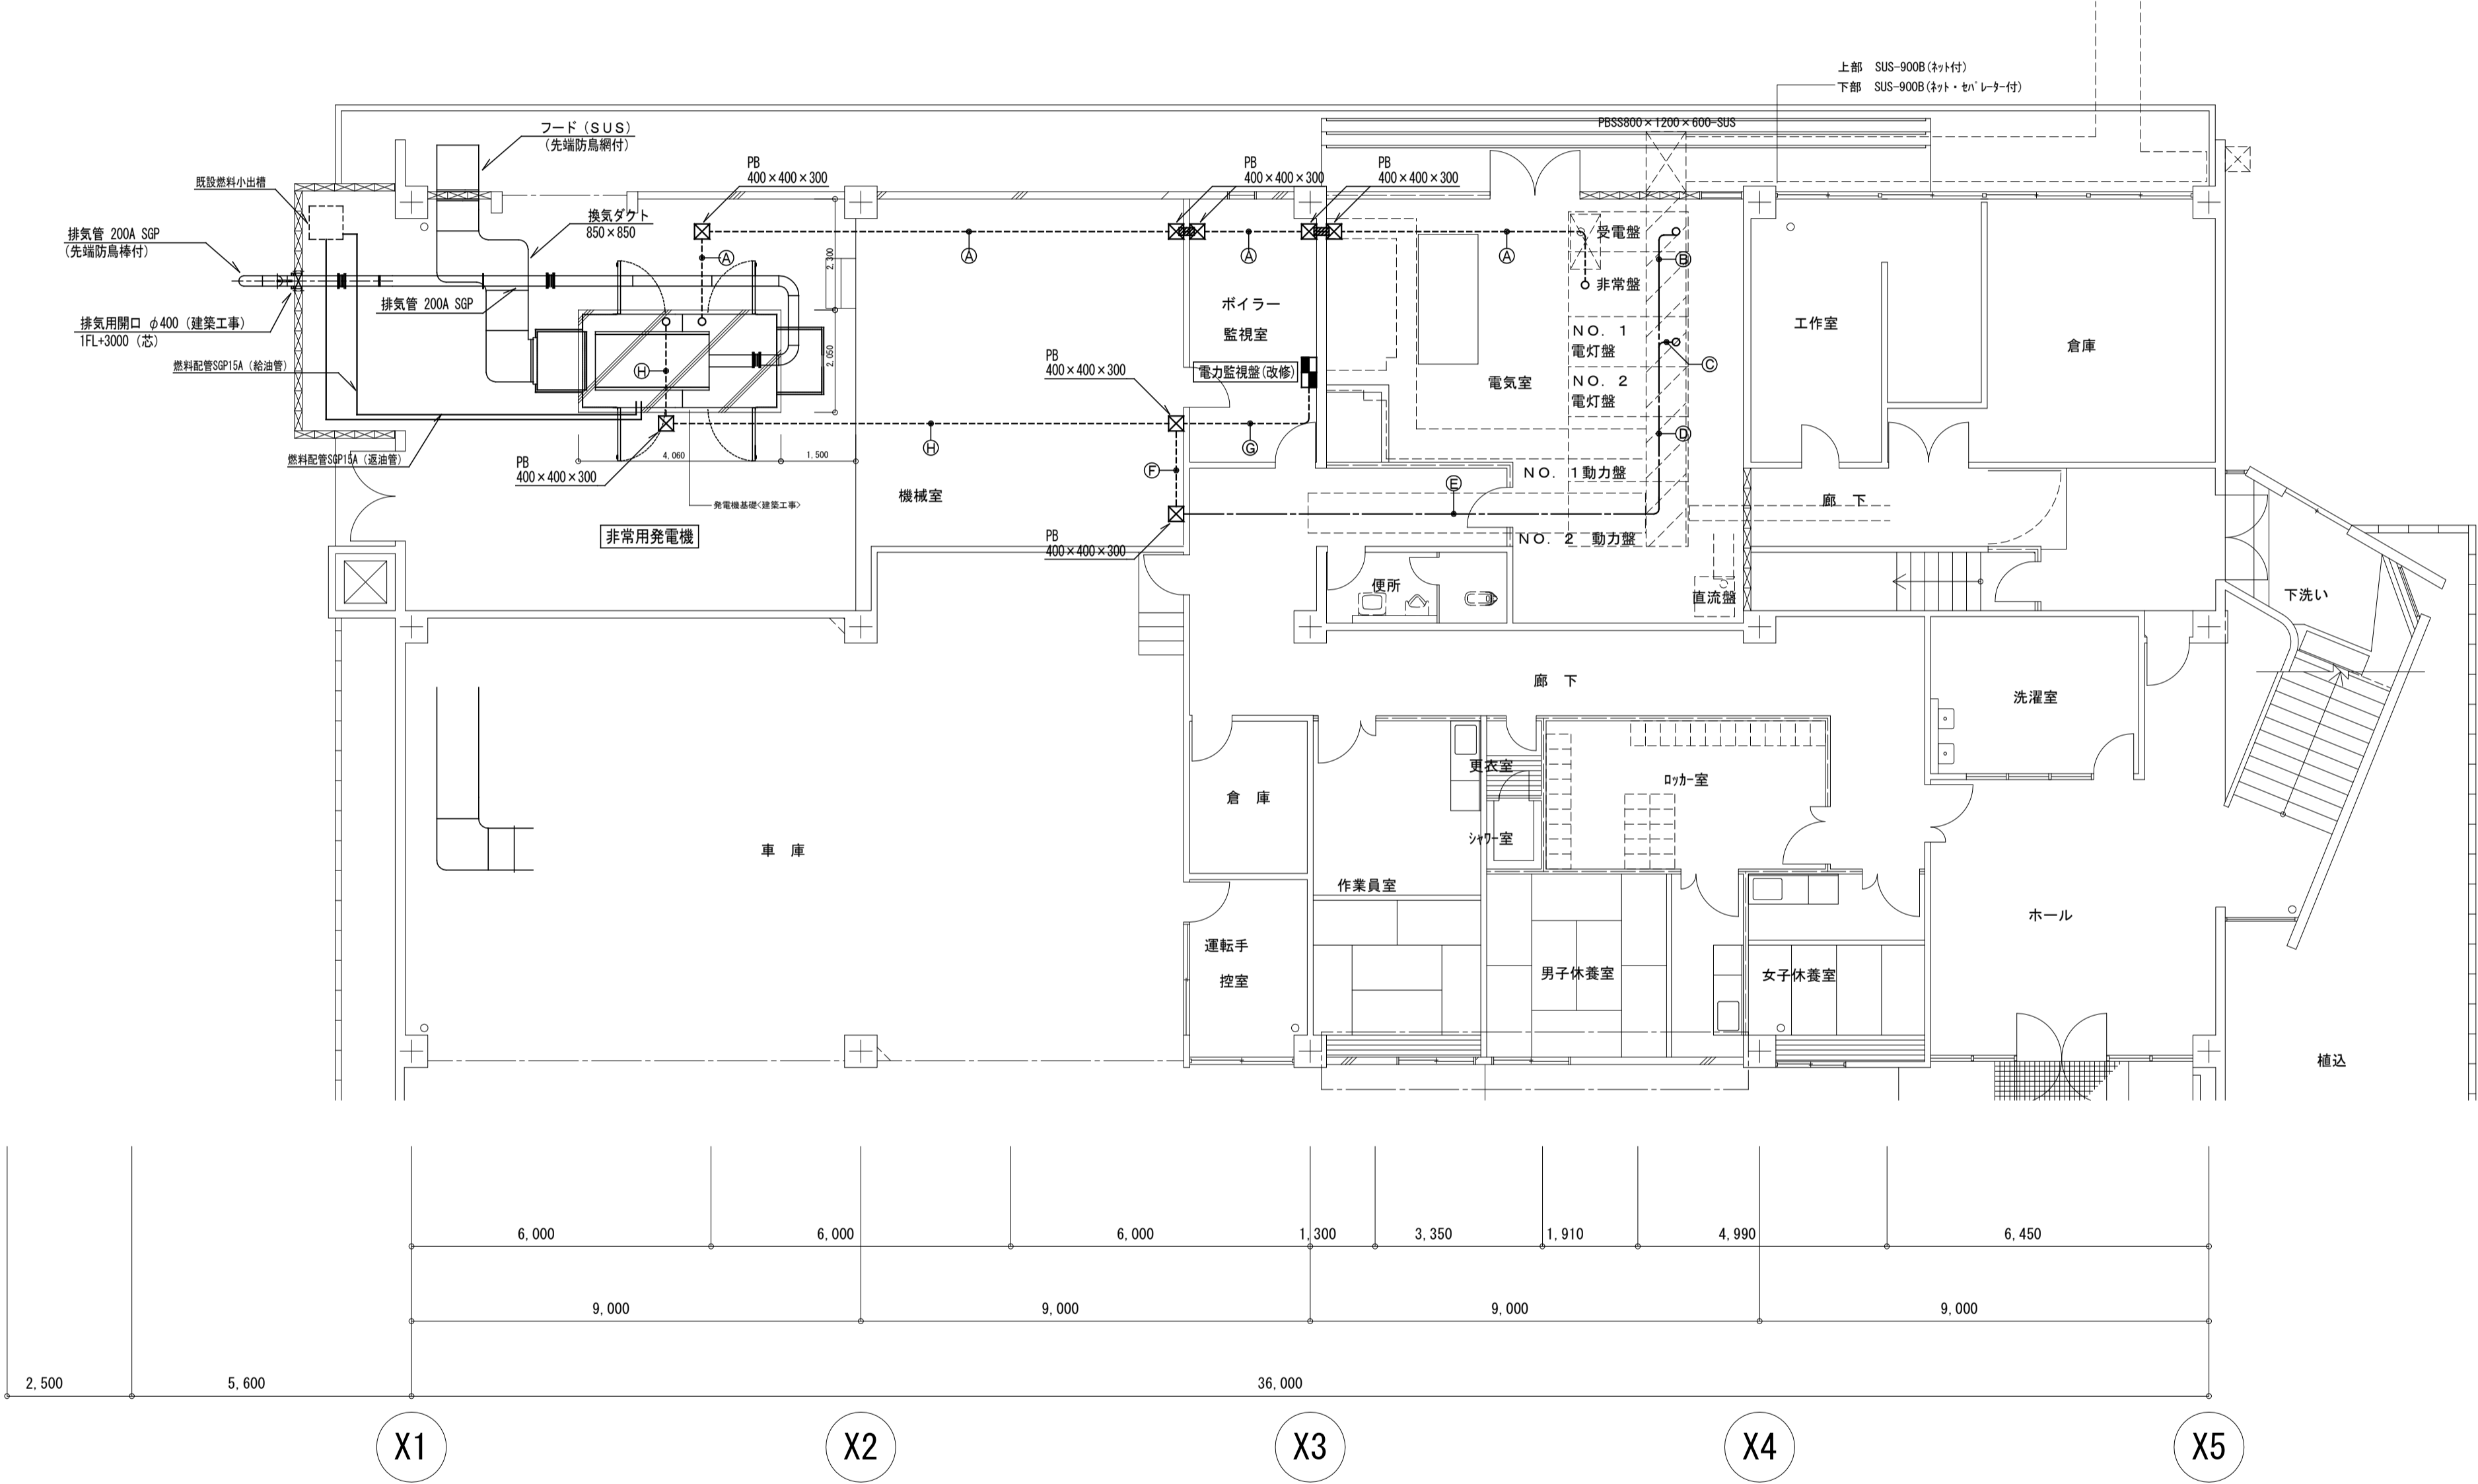 上部 SUS-900B(ﾈｯﾄ付)
下部 SUS-900B(ﾈｯﾄ・ｾﾊﾟﾚｰﾀｰ付)
PBSS800×1200×600-SUS
フード（ＳＵＳ）
(先端防鳥網付)
既設燃料小出槽
換気ダクト
850×850
PB
400×400×300
PB
400×400×300
PB
400×400×300
排気管 200A SGP
(先端防鳥棒付)
排気管 200A SGP
排気用開口 φ400（建築工事）
1FL+3000（芯）
燃料配管SGP15A（給油管）
燃料配管SGP15A（返油管）
PB
400×400×300
PB
400×400×300
PB
400×400×300
A
A
A
A
B
C
D
E
F
G
H
H
2,300
2,050
4,060
1,500
発電機基礎<建築工事>
非常用発電機
機械室
ボイラー
監視室
電力監視盤(改修)
電気室
受電盤
非常盤
ＮＯ．１
電灯盤
ＮＯ．２
電灯盤
ＮＯ．１動力盤
ＮＯ．２ 動力盤
直流盤
工作室
倉庫
廊 下
便所
下洗い
廊 下
洗濯室
倉 庫
更衣室
ｼｬﾜｰ室
ﾛｯｶｰ室
車 庫
作業員室
運転手
控室
男子休養室
女子休養室
ホール
植込
6,000
6,000
6,000
1,300
3,350
1,910
4,990
6,450
9,000
9,000
9,000
9,000
2,500
5,600
36,000
X1
X2
X3
X4
X5